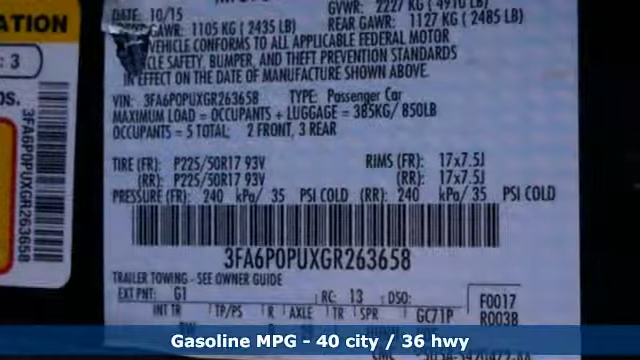 ATION
: 3
3FA6P0PUXGR263658
DATE: 10/15
GVWR: 2227 KG (4910 LB)
GAWR: 1105 KG (2435 LB)
REAR GAWR: 1127 KG (2485 LB)
VEHICLE CONFORMS TO ALL APPLICABLE FEDERAL MOTOR
SAFETY, BUMPER, AND THEFT PREVENTION STANDARDS
IN EFFECT ON THE DATE OF MANUFACTURE SHOWN ABOVE.
VIN: 3FA6P0PUXGR263658 TYPE: Passenger Car
MAXIMUM LOAD = OCCUPANTS + LUGGAGE = 385KG/ 850LB
OCCUPANTS = 5 TOTAL; 2 FRONT, 3 REAR
TIRE (FR): P225/50R17 93V RIMS (FR): 17x7.5J
(RR): P225/50R17 93V (RR): 17x7.5J
PRESSURE (FR): 240 kPa/ 35 PSI COLD (RR): 240 kPa/ 35 PSI COLD
3FA6P0PUXGR263658
TRAILER TOWING - SEE OWNER GUIDE
EXT PNT: G1 RC: 13 DSO: F0017
INT TR TP/PS R AXLE TR SPR GC71P R0038
Gasoline MPG - 40 city / 36 hwy